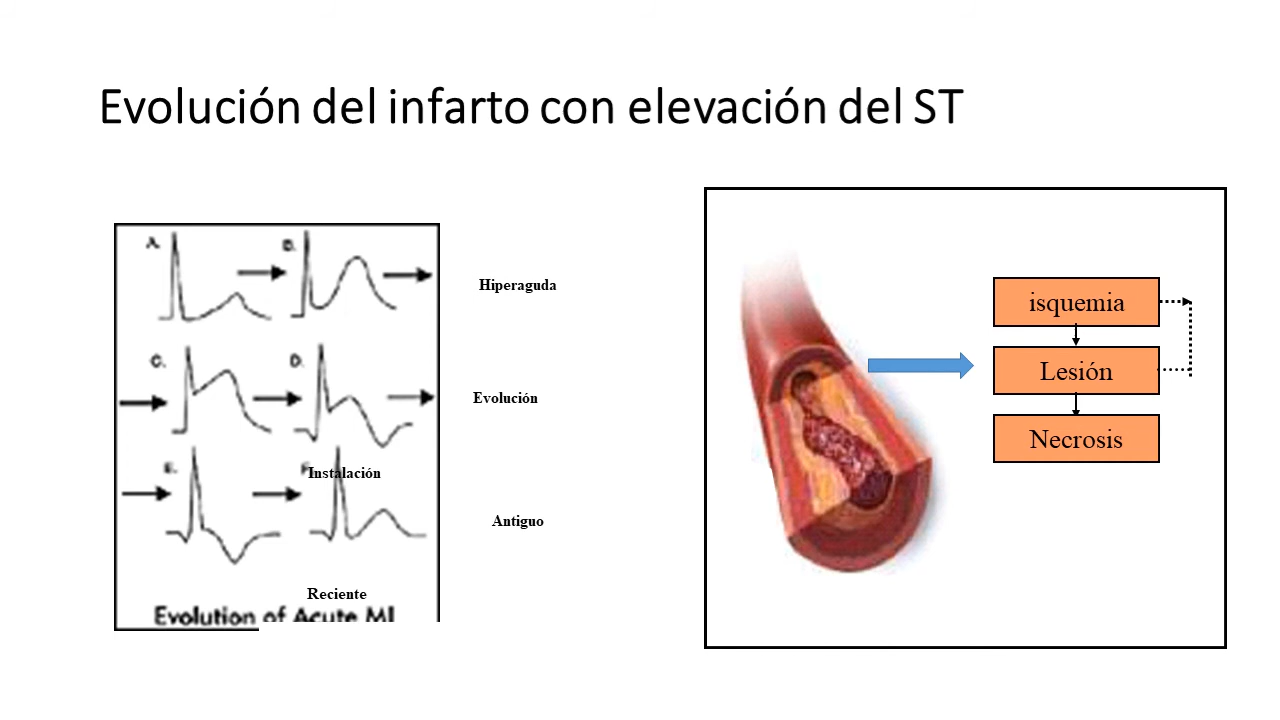 Evolución del infarto con elevación del ST
A.
B.
Hiperaguda
C.
D.
Evolución
E.
F.
Instalación
Antiguo
Reciente
Evolution of Acute MI
isquemia
Lesión
Necrosis